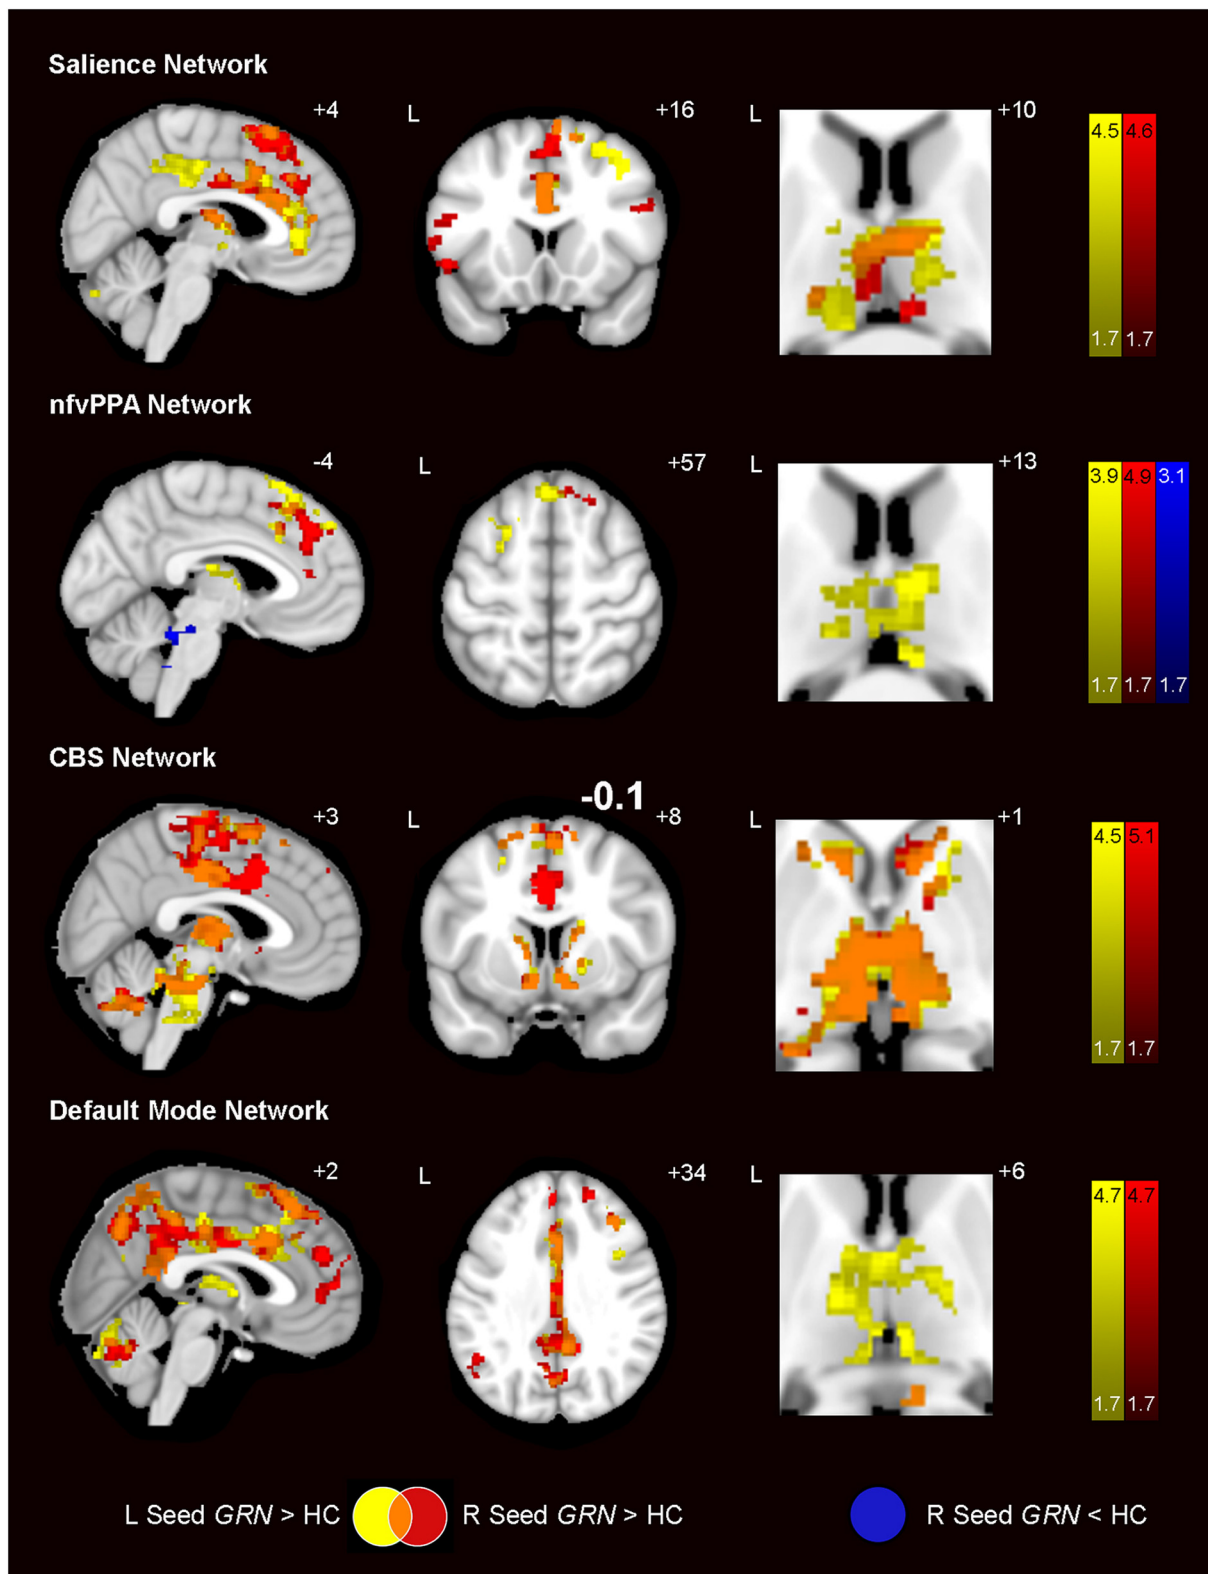 Salience Network
+4 L +16 L +10
4.5 4.6
1.7 1.7
nfvPPA Network
-4 L +57 L +13
3.9 4.9 3.1
1.7 1.7 1.7
CBS Network
-0.1
+3 L +8 L +1
4.5 5.1
1.7 1.7
Default Mode Network
+2 L +34 L +6
4.7 4.7
1.7 1.7
L Seed GRN > HC R Seed GRN > HC R Seed GRN < HC